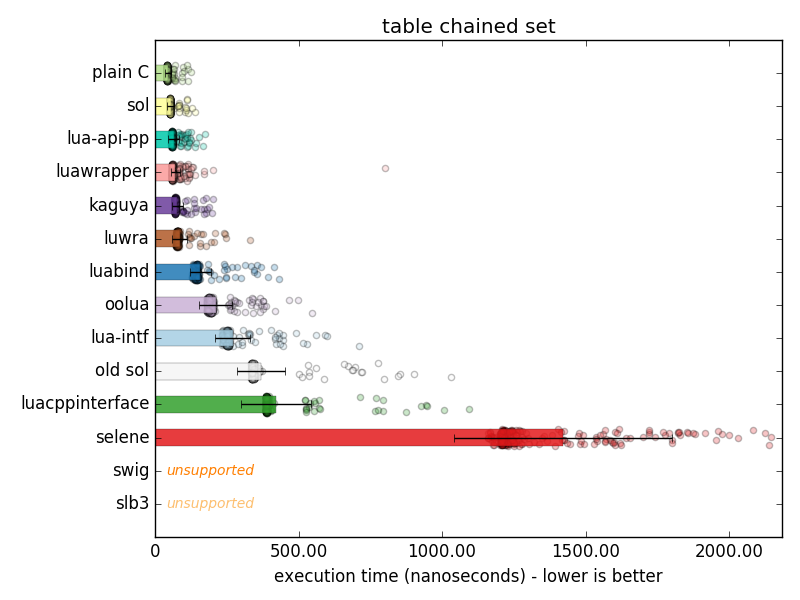 table chained set
plain C
sol
lua-api-pp
luawrapper
kaguya
luwra
luabind
oolua
lua-intf
old sol
luacppinterface
selene
swig unsupported
slb3 unsupported
0 500.00 1000.00 1500.00 2000.00
execution time (nanoseconds) - lower is better